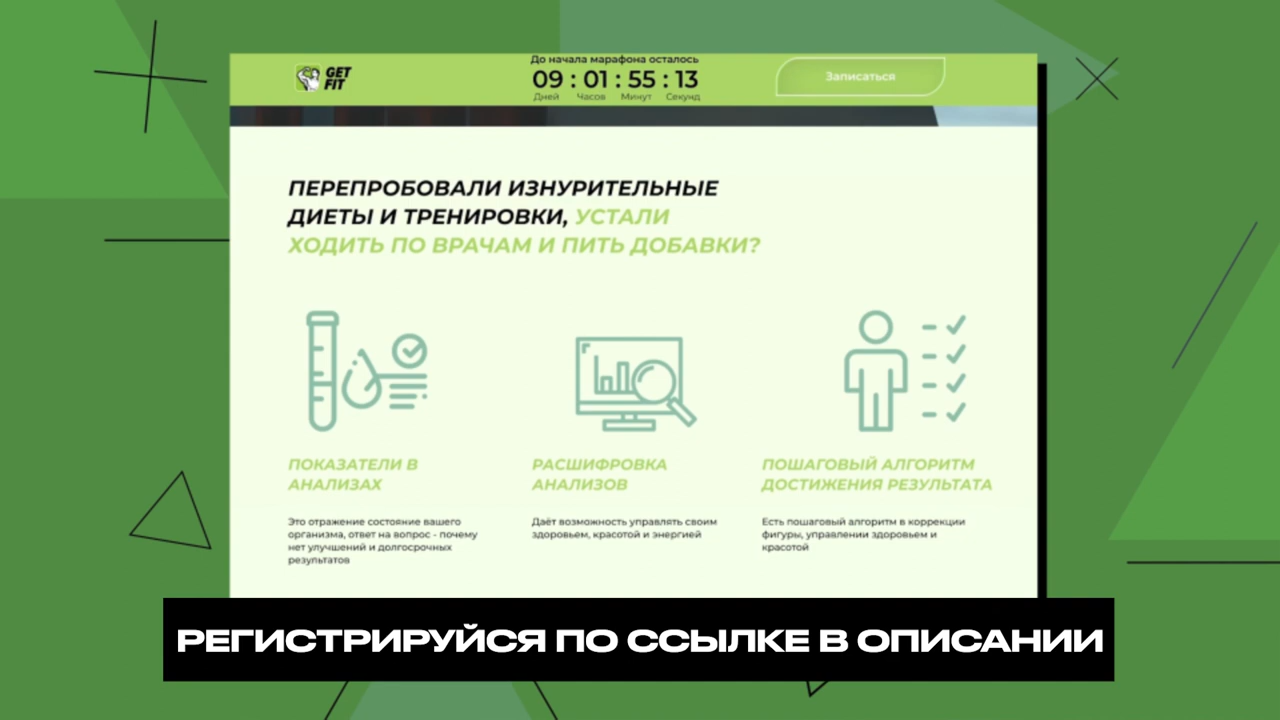 GET
FIT
До начала марафона осталось
09 : 01 : 55 : 13
Дней Часов Минут Секунд
Записаться
ПЕРЕПРОБОВАЛИ ИЗНУРИТЕЛЬНЫЕ
ДИЕТЫ И ТРЕНИРОВКИ, УСТАЛИ
ХОДИТЬ ПО ВРАЧАМ И ПИТЬ ДОБАВКИ?
ПОКАЗАТЕЛИ В
АНАЛИЗАХ
Это отражение состояние вашего
организма, ответ на вопрос - почему
нет улучшений и долгосрочных
результатов
РАСШИФРОВКА
АНАЛИЗОВ
Даёт возможность управлять своим
здоровьем, красотой и энергией
ПОШАГОВЫЙ АЛГОРИТМ
ДОСТИЖЕНИЯ РЕЗУЛЬТАТА
Есть пошаговый алгоритм в коррекции
фигуры, управлении здоровьем и
красотой
РЕГИСТРИРУЙСЯ ПО ССЫЛКЕ В ОПИСАНИИ